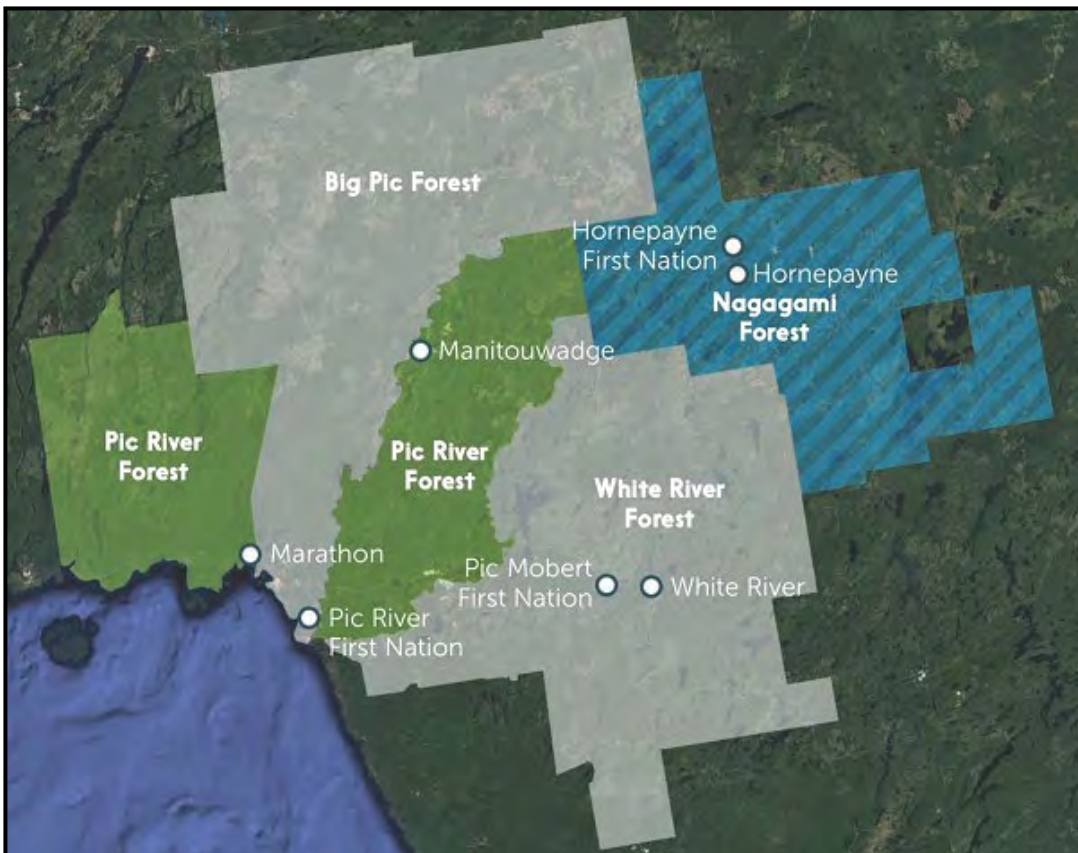 Big Pic Forest
Hornepayne
First Nation
Hornepayne
Nagagami
Forest
Manitouwadge
Pic River
Forest
Pic River
Forest
White River
Forest
Marathon
Pic Mobert
First Nation
White River
Pic River
First Nation